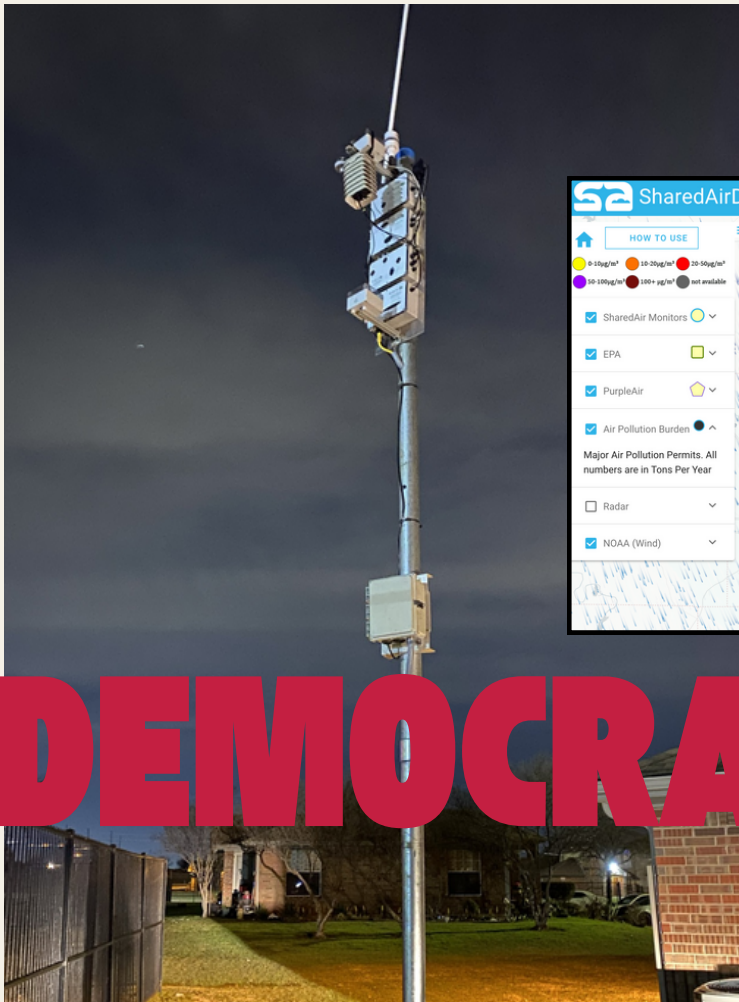 sa SharedAirD
HOW TO USE
0-10µg/m³ 10-20µg/m³ 20-50µg/m³
50-100µg/m³ 100+ µg/m³ not available
SharedAir Monitors
EPA
PurpleAir
Air Pollution Burden
Major Air Pollution Permits. All
numbers are in Tons Per Year
Radar
NOAA (Wind)
DEMOCRA